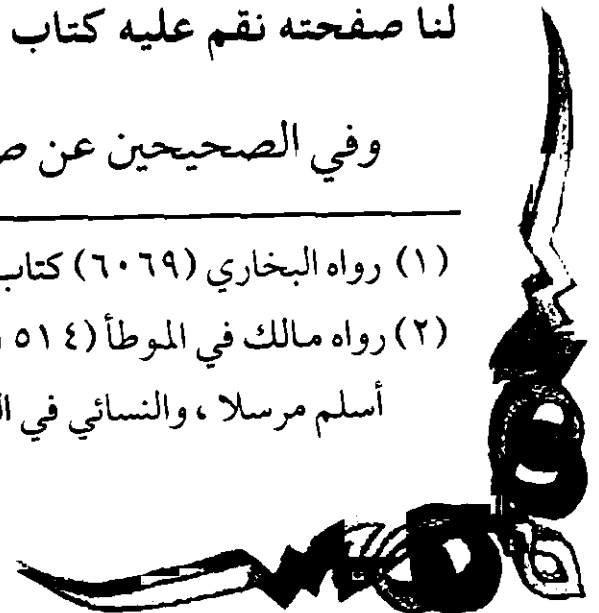 لنا صفحته نقم عليه كتاب
وفي الصحيحين عن
(١) رواه البخاري (٦٠٦٩) كتاب
(٢) رواه مالك في الموطأ (٥١٤
أسلم مرسلا ، والنسائي في